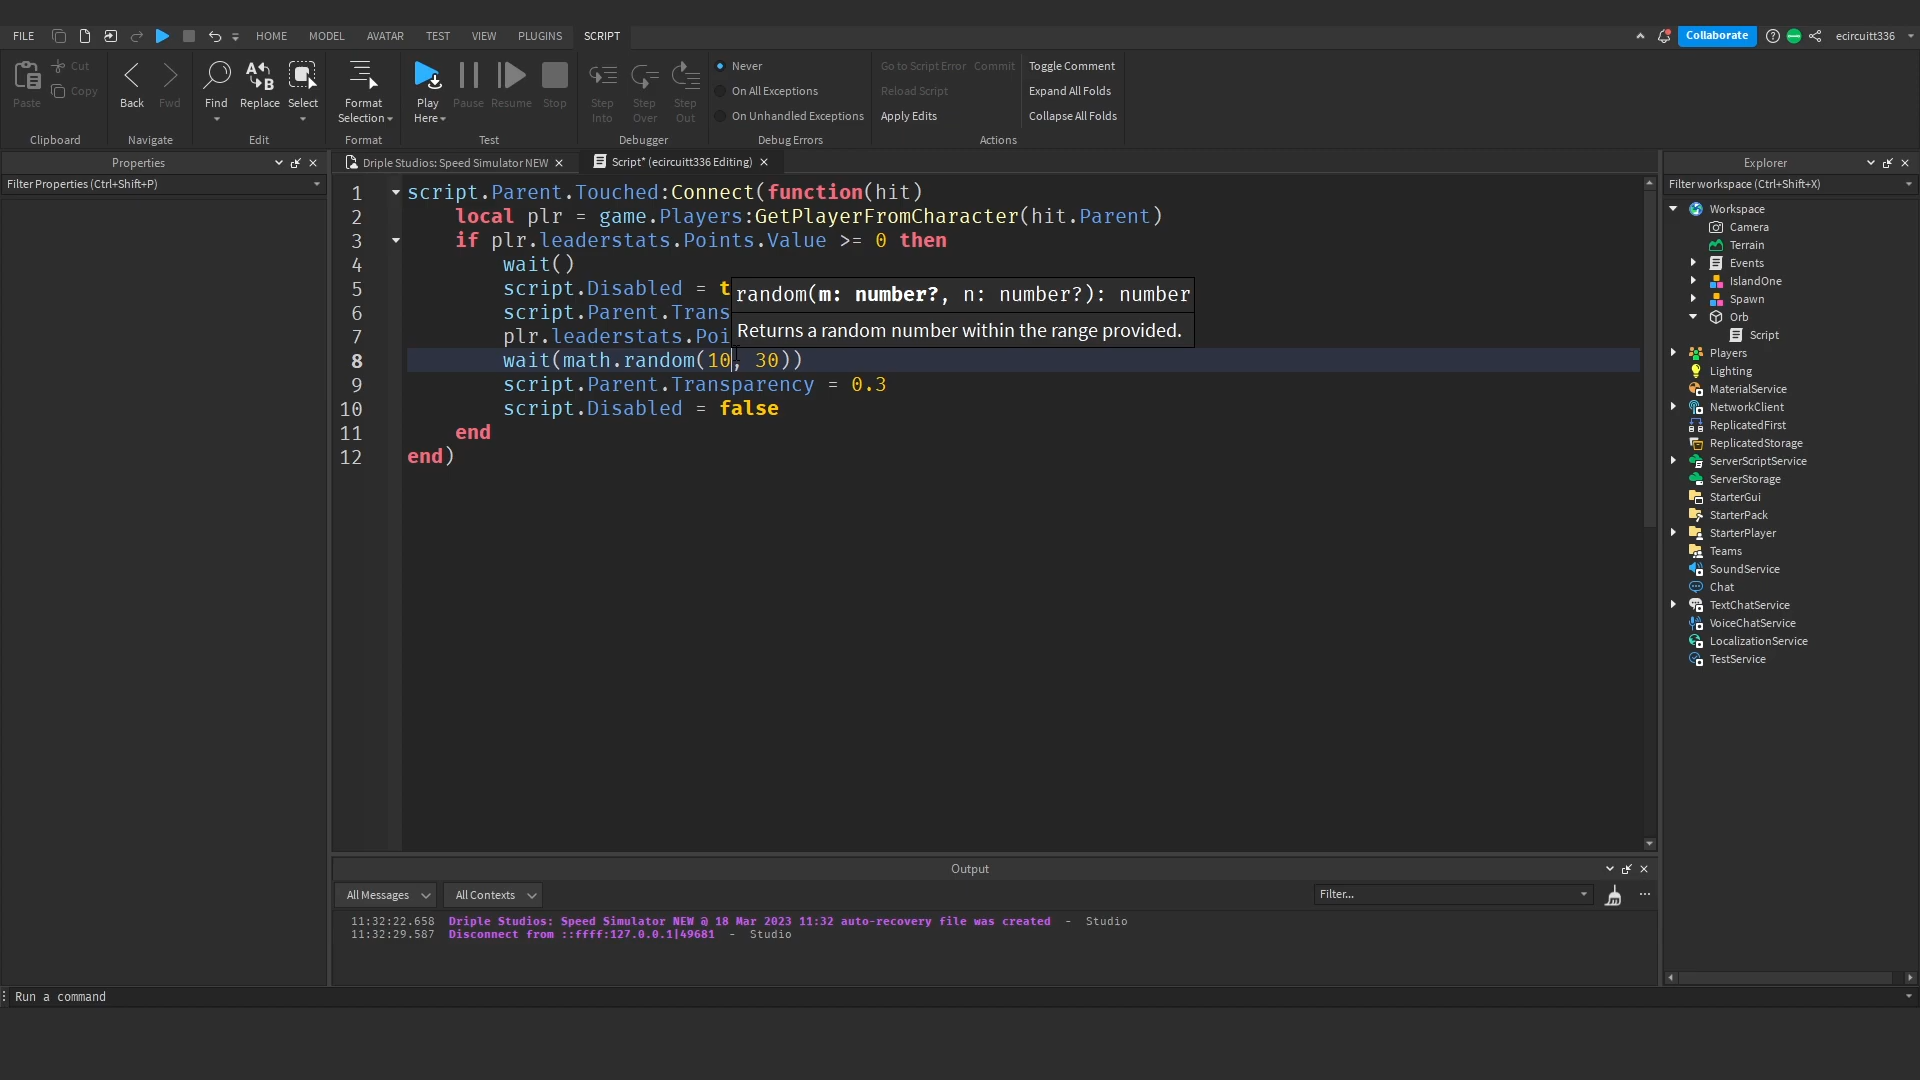 FILE HOME MODEL AVATAR TEST VIEW PLUGINS SCRIPT Collaborate ecircuitt336
Paste Cut Copy Clipboard
Back Fwd Navigate
Find Replace Select Edit
Format Selection Format
Play Here Pause Resume Stop Test
Step Into Step Over Step Out Debugger
Never
On All Exceptions
On Unhandled Exceptions
Debug Errors
Go to Script Error Commit Toggle Comment
Reload Script Expand All Folds
Apply Edits Collapse All Folds
Actions
Properties
Filter Properties (Ctrl+Shift+P)
Driple Studios: Speed Simulator NEW Script* (ecircuitt336 Editing)
1 script.Parent.Touched:Connect(function(hit)
2 local plr = game.Players:GetPlayerFromCharacter(hit.Parent)
3 if plr.leaderstats.Points.Value >= 0 then
4 wait()
5 script.Disabled = t
6 script.Parent.Trans
7 plr.leaderstats.Poi
8 wait(math.random(10, 30))
9 script.Parent.Transparency = 0.3
10 script.Disabled = false
11 end
12 end)
random(m: number?, n: number?): number
Returns a random number within the range provided.
Output
All Messages All Contexts Filter...
11:32:22.658 Driple Studios: Speed Simulator NEW @ 18 Mar 2023 11:32 auto-recovery file was created - Studio
11:32:29.587 Disconnect from ::ffff:127.0.0.1|49681 - Studio
Run a command
Explorer
Filter workspace (Ctrl+Shift+X)
Workspace
Camera
Terrain
Events
IslandOne
Spawn
Orb
Script
Players
Lighting
MaterialService
NetworkClient
ReplicatedFirst
ReplicatedStorage
ServerScriptService
ServerStorage
StarterGui
StarterPack
StarterPlayer
Teams
SoundService
Chat
TextChatService
VoiceChatService
LocalizationService
TestService